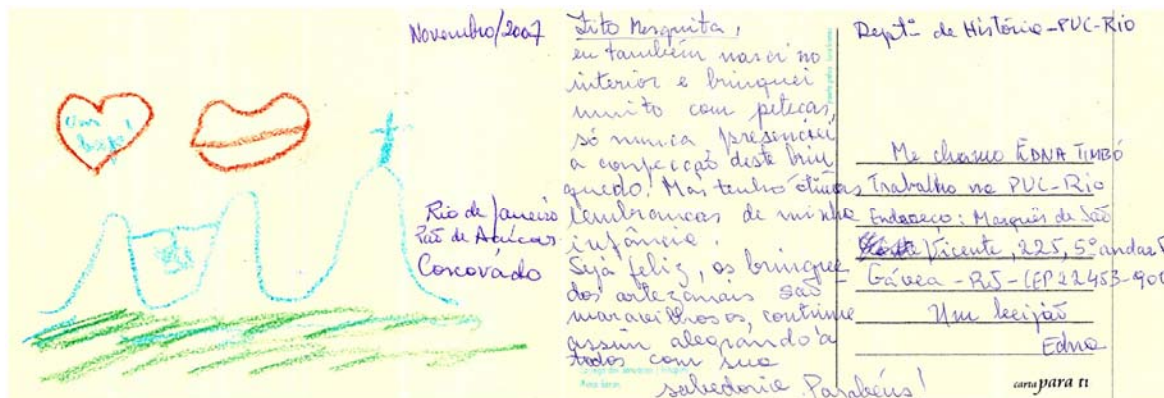 Novembro/2007
Um
beijo!
Rio de Janeiro
Pão de Açúcar
Corcovado
Tito Mesquita,
eu também nasci no
interior e brinquei
muito com petecas,
só nunca presenciei
a confecção deste brin
quedo. Mas tenho ótimas
lembranças de minha
infância.
Seja feliz, os brinque
dos artezanais são
maravilhosos, continue
assim alegrando à
todos com sua
sabedoria. Parabéns!
Deptº de História-PUC-RIO
Me chamo EDNA TIMBÓ
Trabalho na PUC-Rio
Endereço: Marquês de São
Vicente, 225, 5º andar
Gávea - RJ - CEP 22453-900
Um beijão
Edna
carta para ti